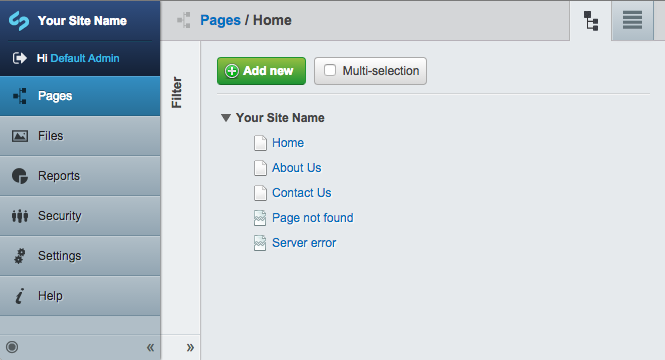 Your Site Name
Hi Default Admin
Pages
Files
Reports
Security
Settings
Help
«
Filter
»
Pages / Home
Add new
Multi-selection
Your Site Name
Home
About Us
Contact Us
Page not found
Server error